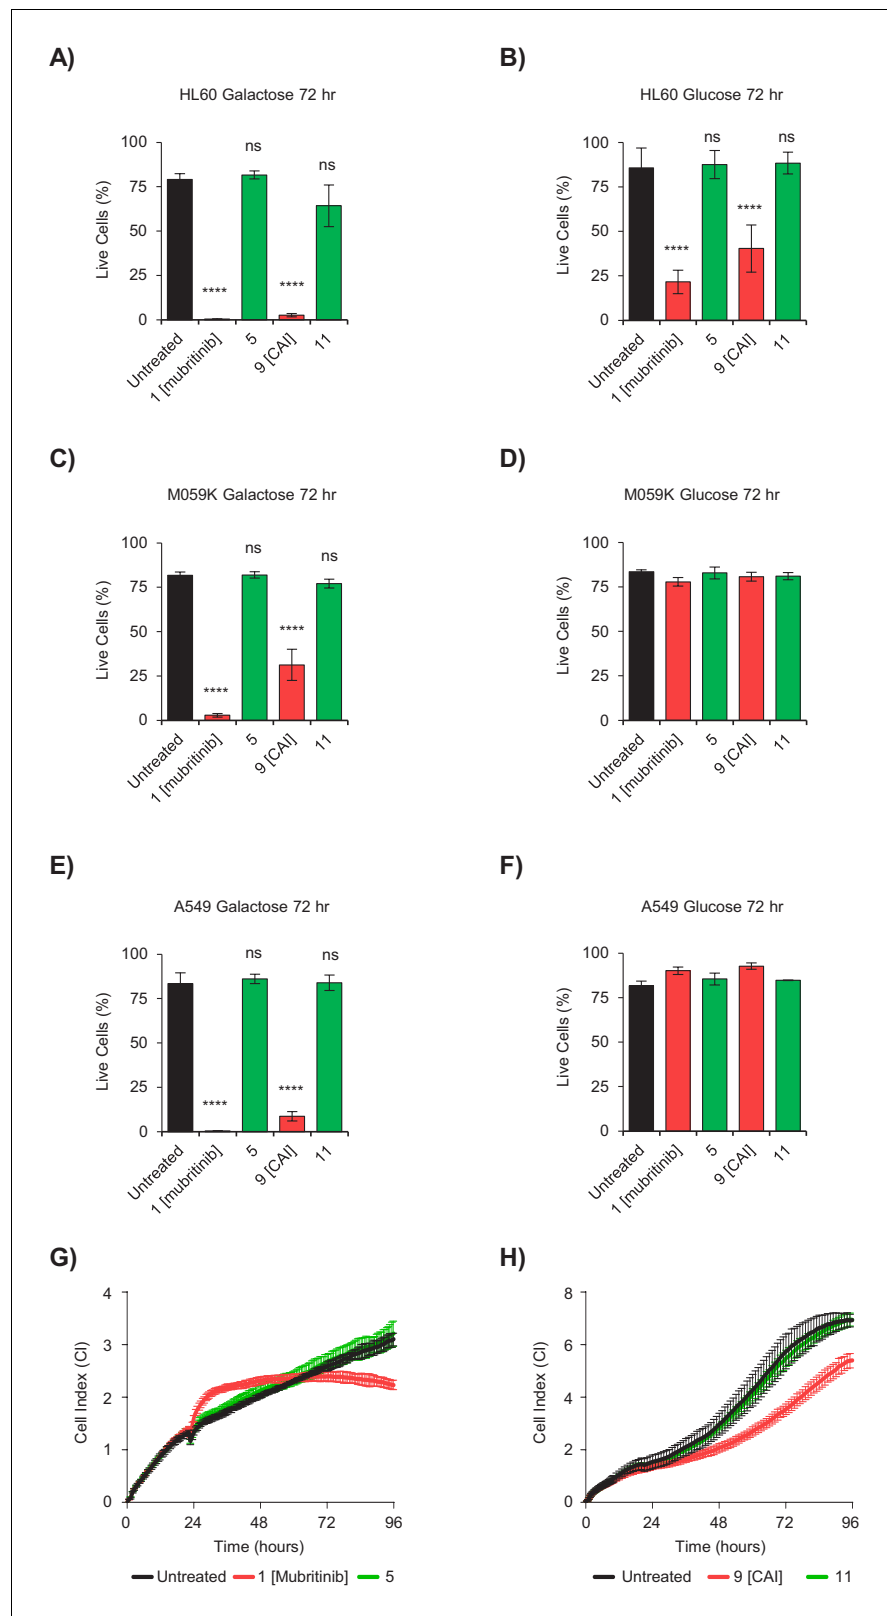 A)
HL60 Galactose 72 hr
Live Cells (%)
100
75
50
25
0
ns
ns
****
****
Untreated
1 [mubritinib]
5
9 [CAI]
11
B)
HL60 Glucose 72 hr
Live Cells (%)
100
75
50
25
0
ns
ns
****
****
Untreated
1 [mubritinib]
5
9 [CAI]
11
C)
M059K Galactose 72 hr
Live Cells (%)
100
75
50
25
0
ns
ns
****
****
Untreated
1 [mubritinib]
5
9 [CAI]
11
D)
M059K Glucose 72 hr
Live Cells (%)
100
75
50
25
0
Untreated
1 [mubritinib]
5
9 [CAI]
11
E)
A549 Galactose 72 hr
Live Cells (%)
100
75
50
25
0
ns
ns
****
****
Untreated
1 [mubritinib]
5
9 [CAI]
11
F)
A549 Glucose 72 hr
Live Cells (%)
100
75
50
25
0
Untreated
1 [mubritinib]
5
9 [CAI]
11
G)
Cell Index (CI)
4
3
2
1
0
0 24 48 72 96
Time (hours)
Untreated 1 [Mubritinib] 5
H)
Cell Index (CI)
8
6
4
2
0
0 24 48 72 96
Time (hours)
Untreated 9 [CAI] 11